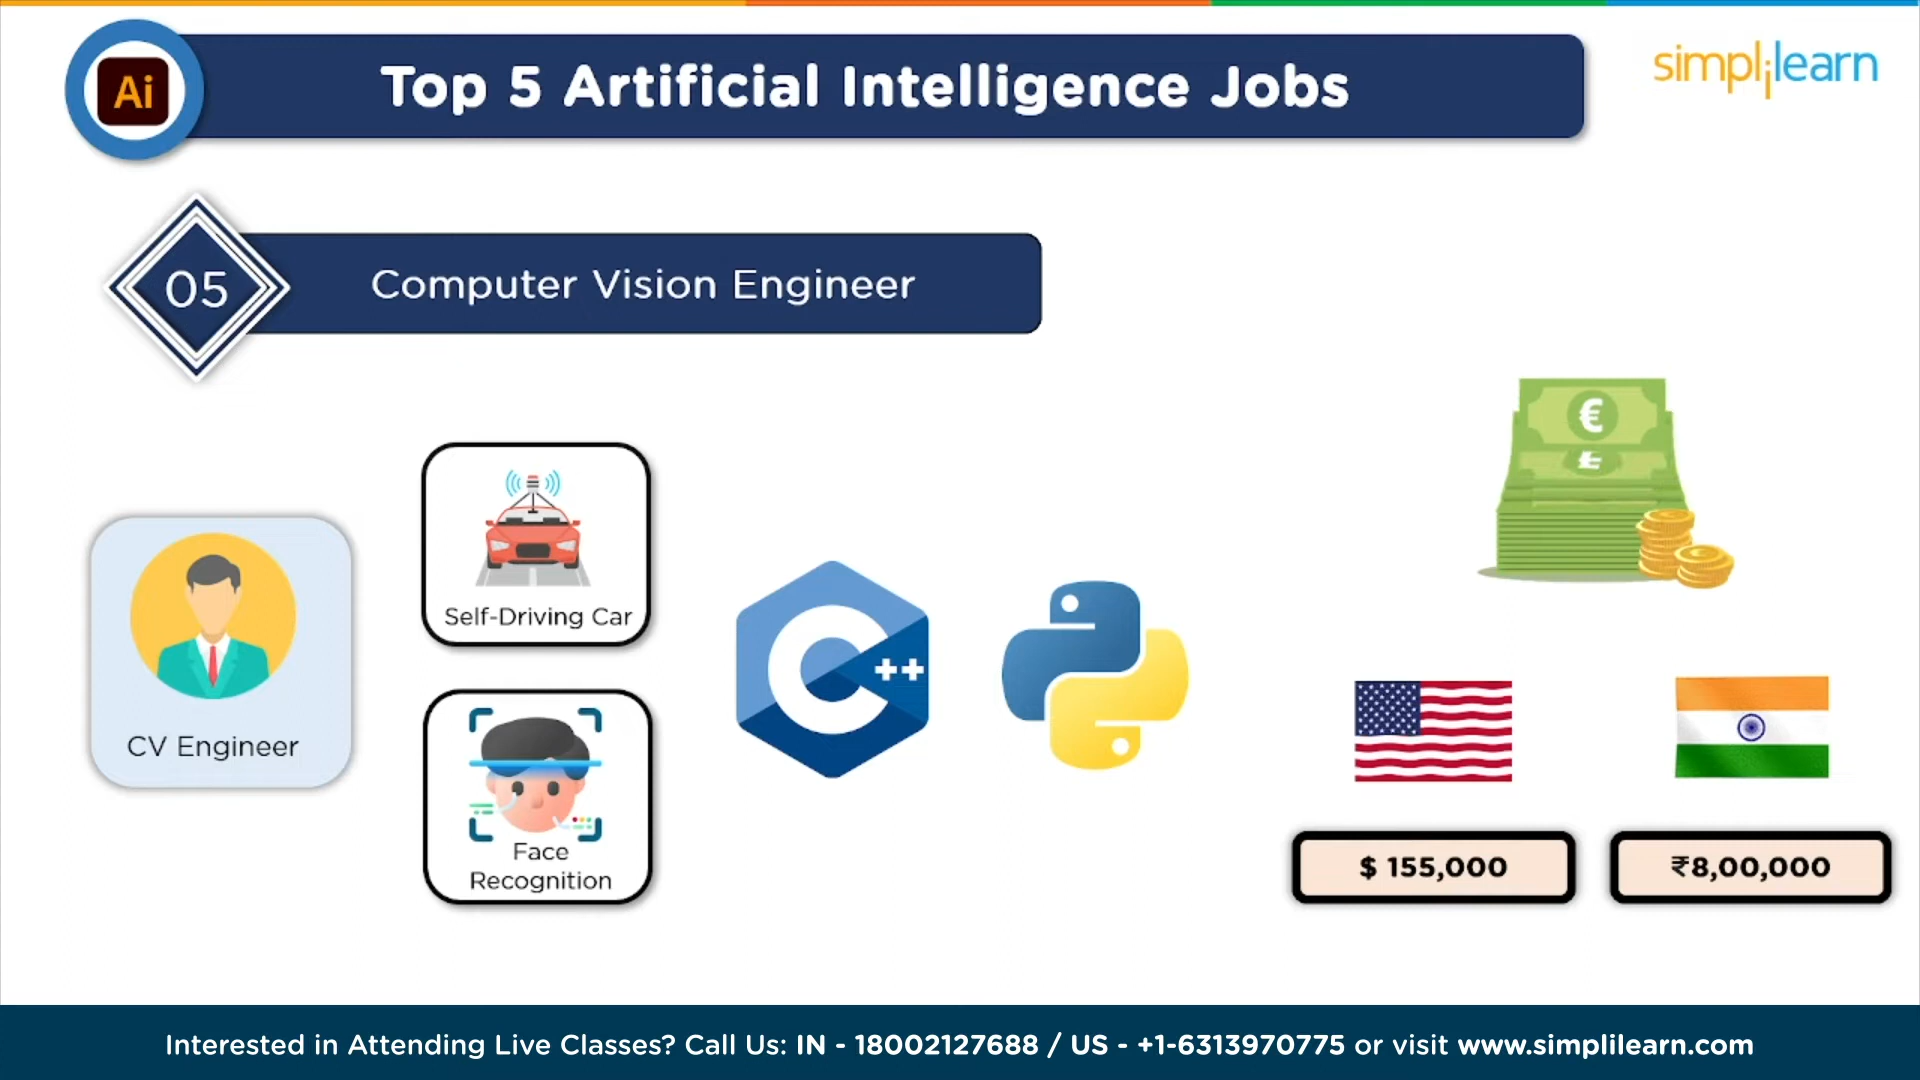 Ai
Top 5 Artificial Intelligence Jobs
simplilearn
05
Computer Vision Engineer
€
Self-Driving Car
CV Engineer
C++
Face
Recognition
$ 155,000
₹8,00,000
Interested in Attending Live Classes? Call Us: IN - 18002127688 / US - +1-6313970775 or visit www.simplilearn.com